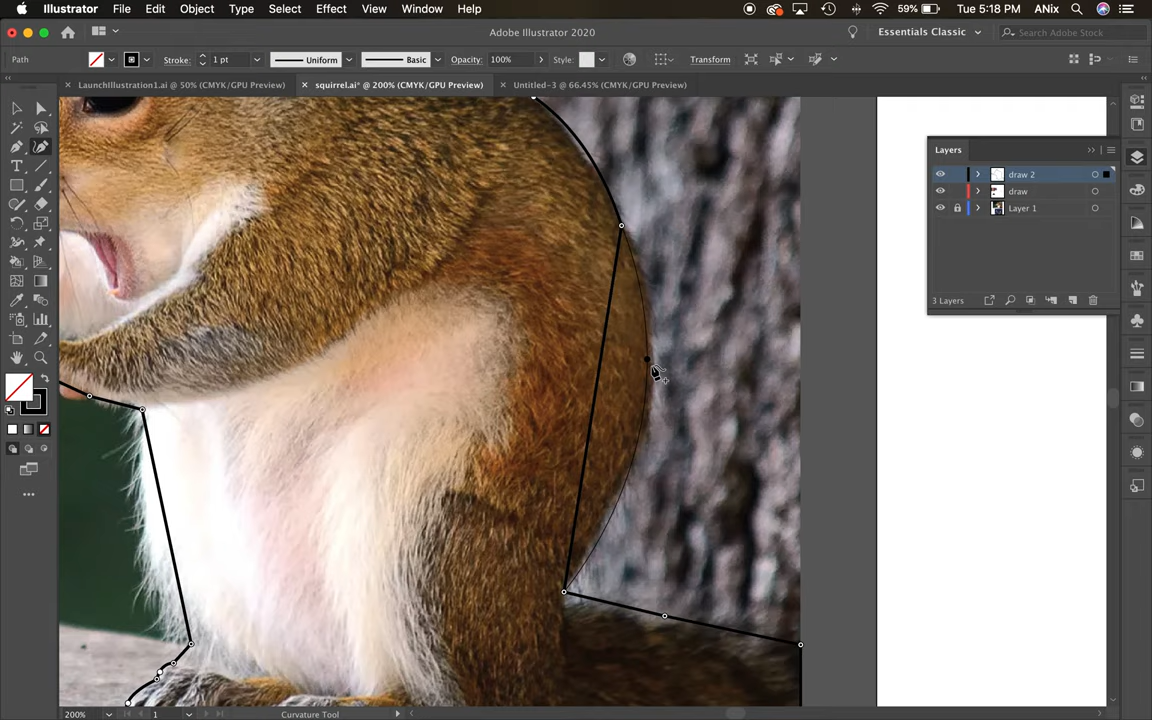 Illustrator File Edit Object Type Select Effect View Window Help 59% Tue 5:18 PM ANix
Adobe Illustrator 2020 Essentials Classic Search Adobe Stock
Path Stroke: 1 pt Uniform Basic Opacity: 100% Style: Transform
× LaunchIllustration1.ai @ 50% (CMYK/GPU Preview) × squirrel.ai* @ 200% (CMYK/GPU Preview) × Untitled-3 @ 66.45% (CMYK/GPU Preview)
Layers
draw 2
draw
Layer 1
3 Layers
200% 1 Curvature Tool